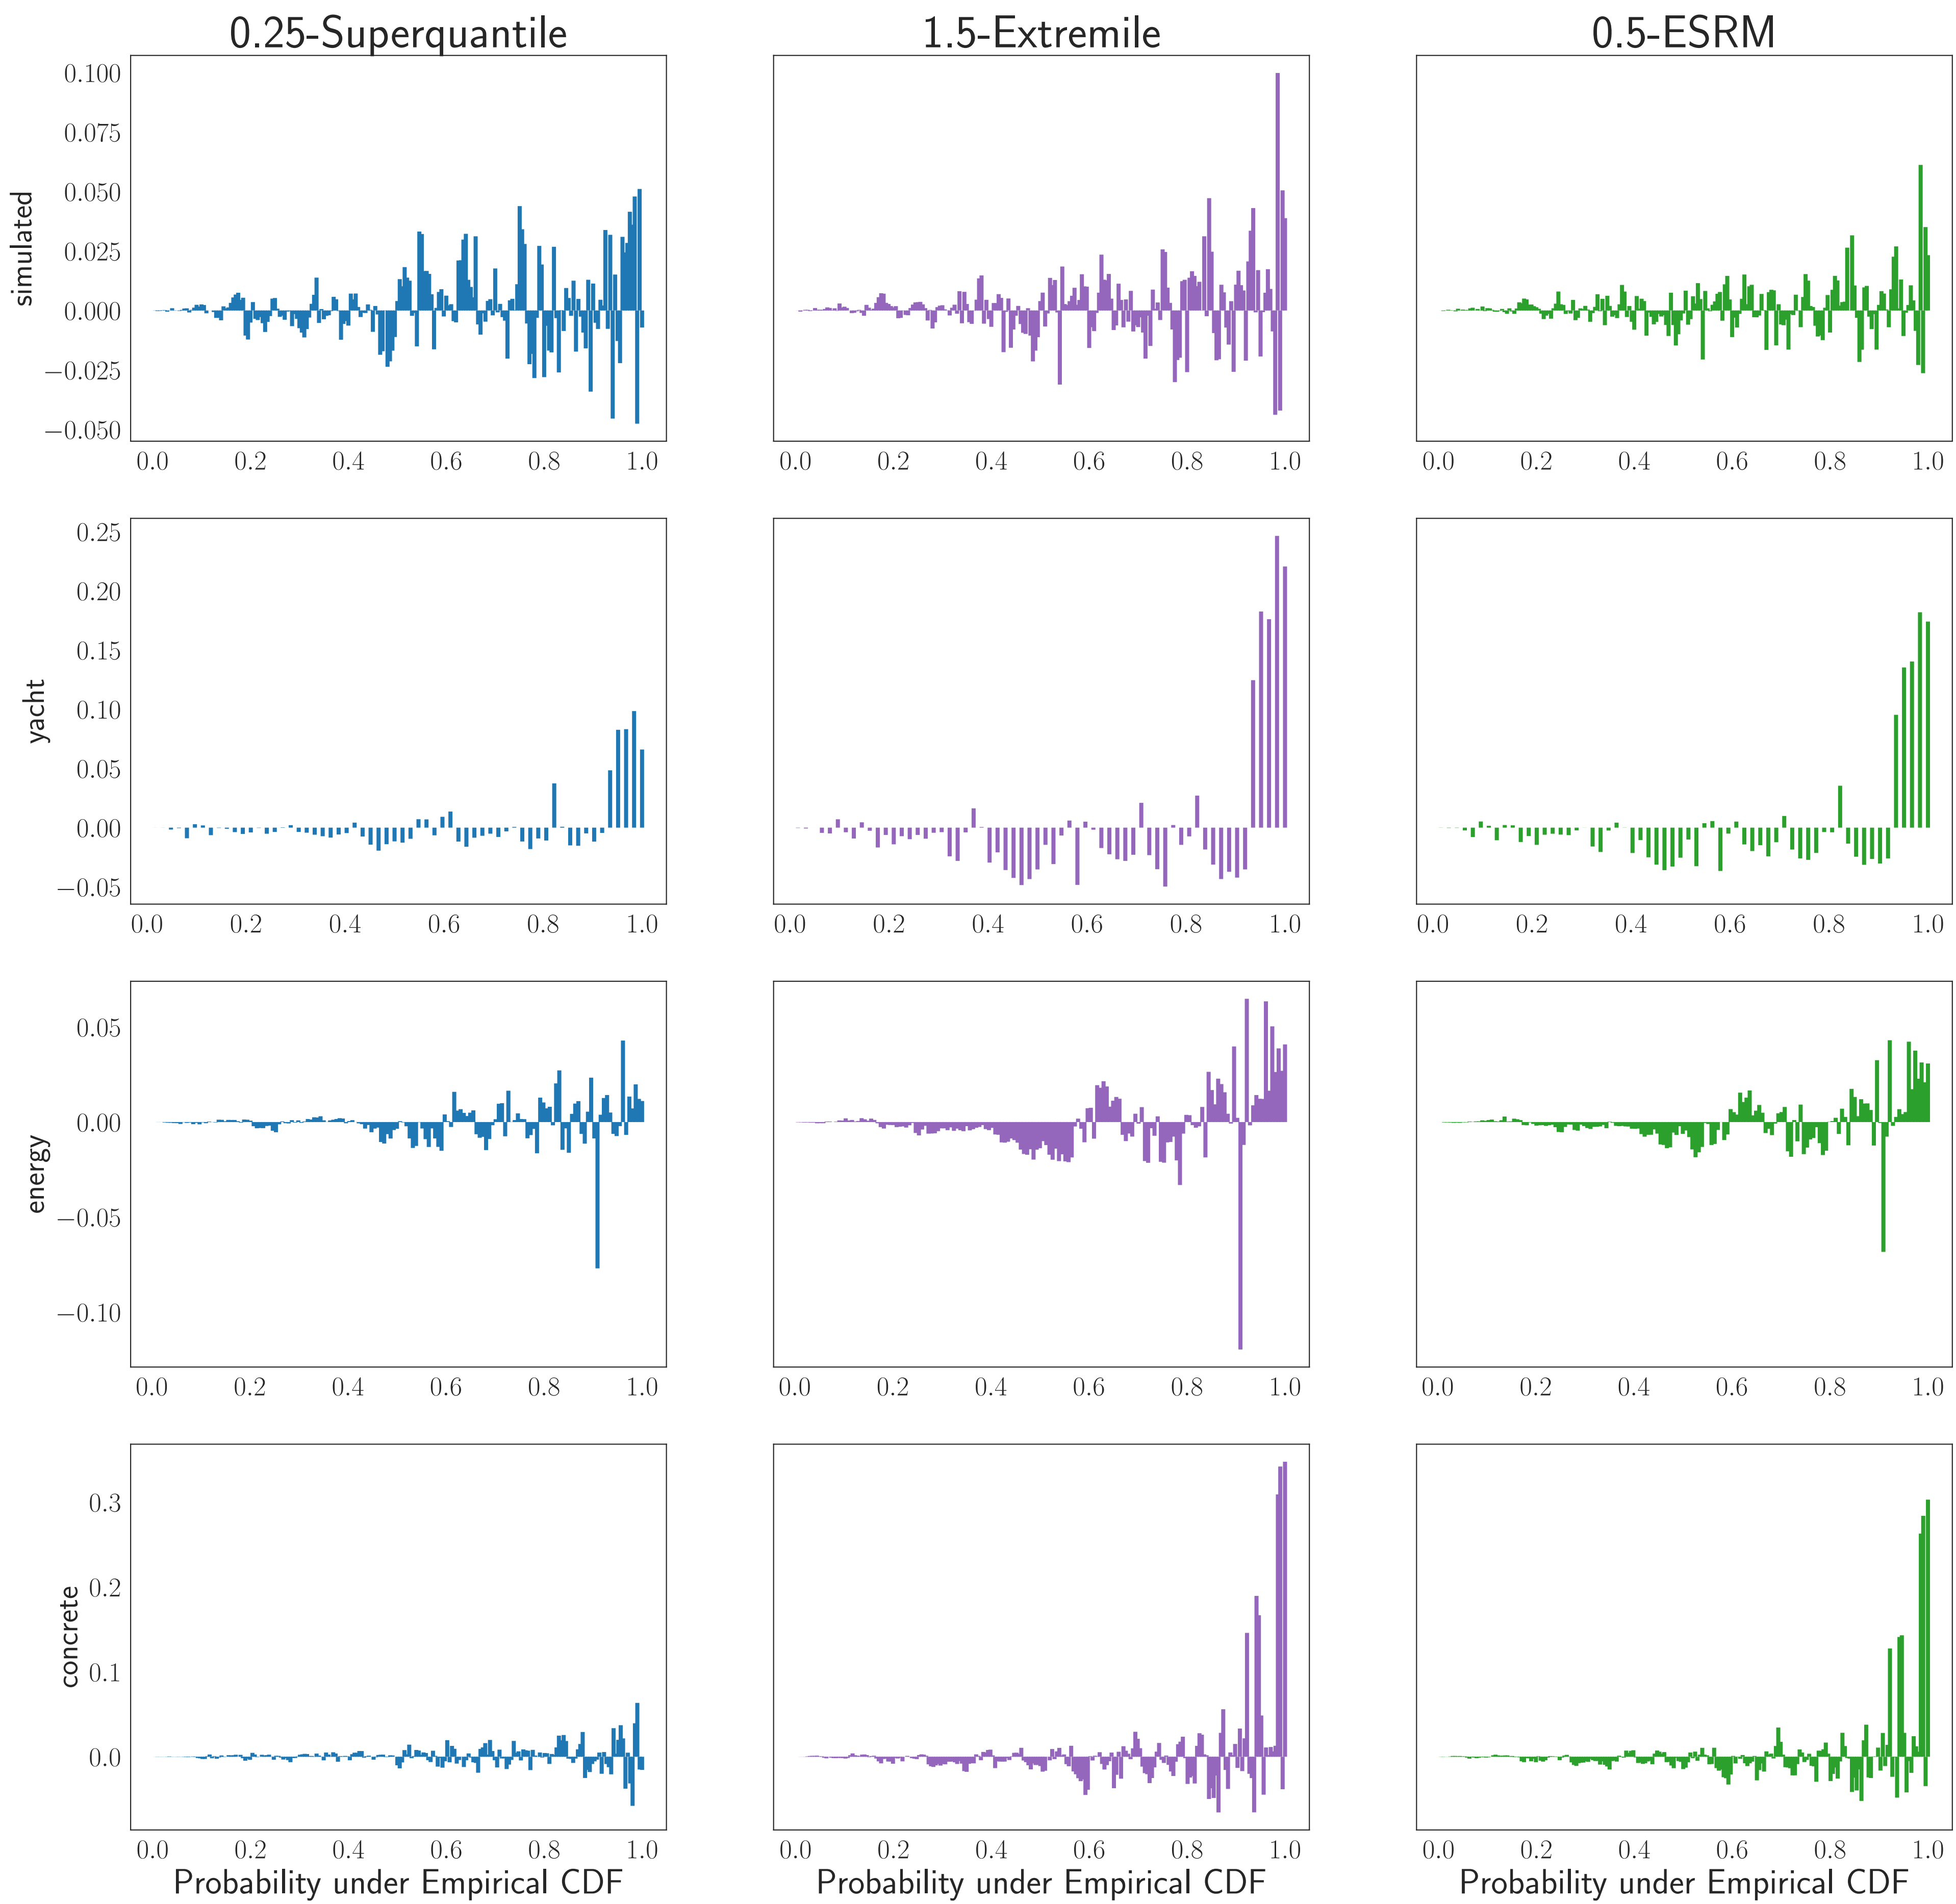 0.25-Superquantile 1.5-Extremile 0.5-ESRM
simulated
0.100
0.075
0.050
0.025
0.000
−0.025
−0.050
0.0 0.2 0.4 0.6 0.8 1.0 0.0 0.2 0.4 0.6 0.8 1.0 0.0 0.2 0.4 0.6 0.8 1.0
yacht
0.25
0.20
0.15
0.10
0.05
0.00
−0.05
0.0 0.2 0.4 0.6 0.8 1.0 0.0 0.2 0.4 0.6 0.8 1.0 0.0 0.2 0.4 0.6 0.8 1.0
energy
0.05
0.00
−0.05
−0.10
0.0 0.2 0.4 0.6 0.8 1.0 0.0 0.2 0.4 0.6 0.8 1.0 0.0 0.2 0.4 0.6 0.8 1.0
concrete
0.3
0.2
0.1
0.0
0.0 0.2 0.4 0.6 0.8 1.0 0.0 0.2 0.4 0.6 0.8 1.0 0.0 0.2 0.4 0.6 0.8 1.0
Probability under Empirical CDF Probability under Empirical CDF Probability under Empirical CDF